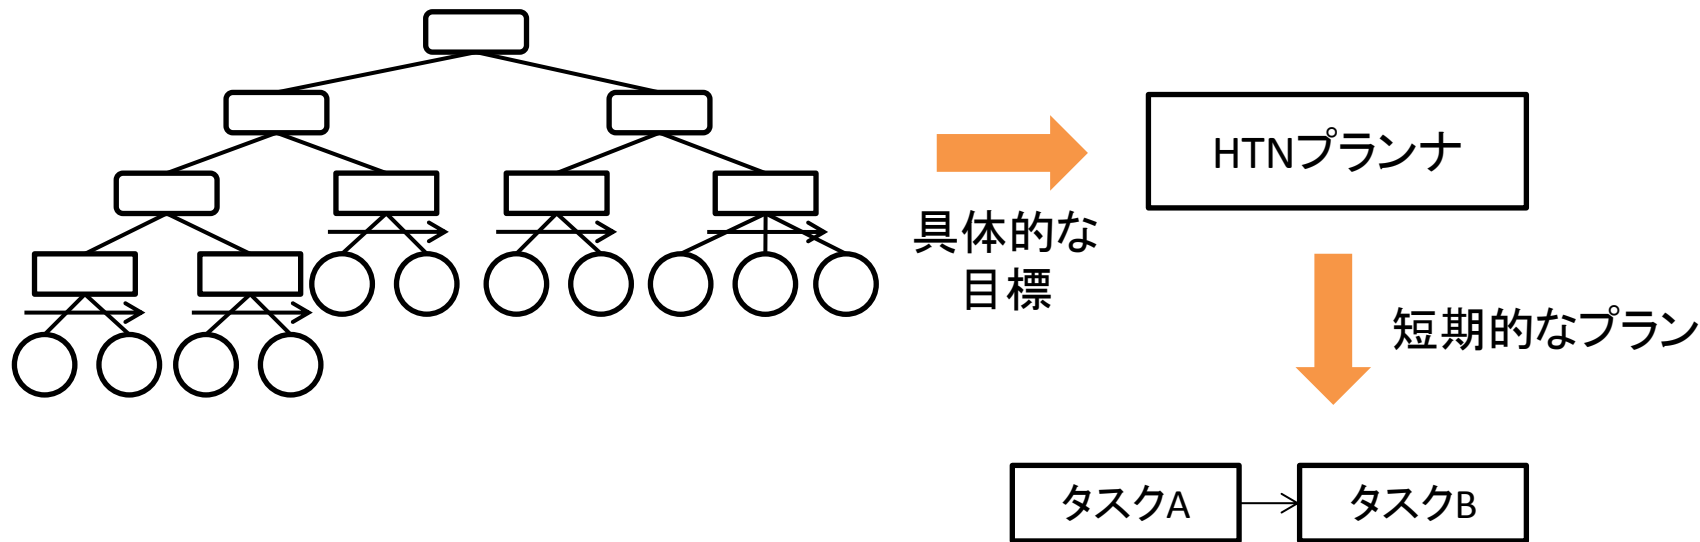 HTNプランナ
具体的な
目標
短期的なプラン
タスクA
タスクB